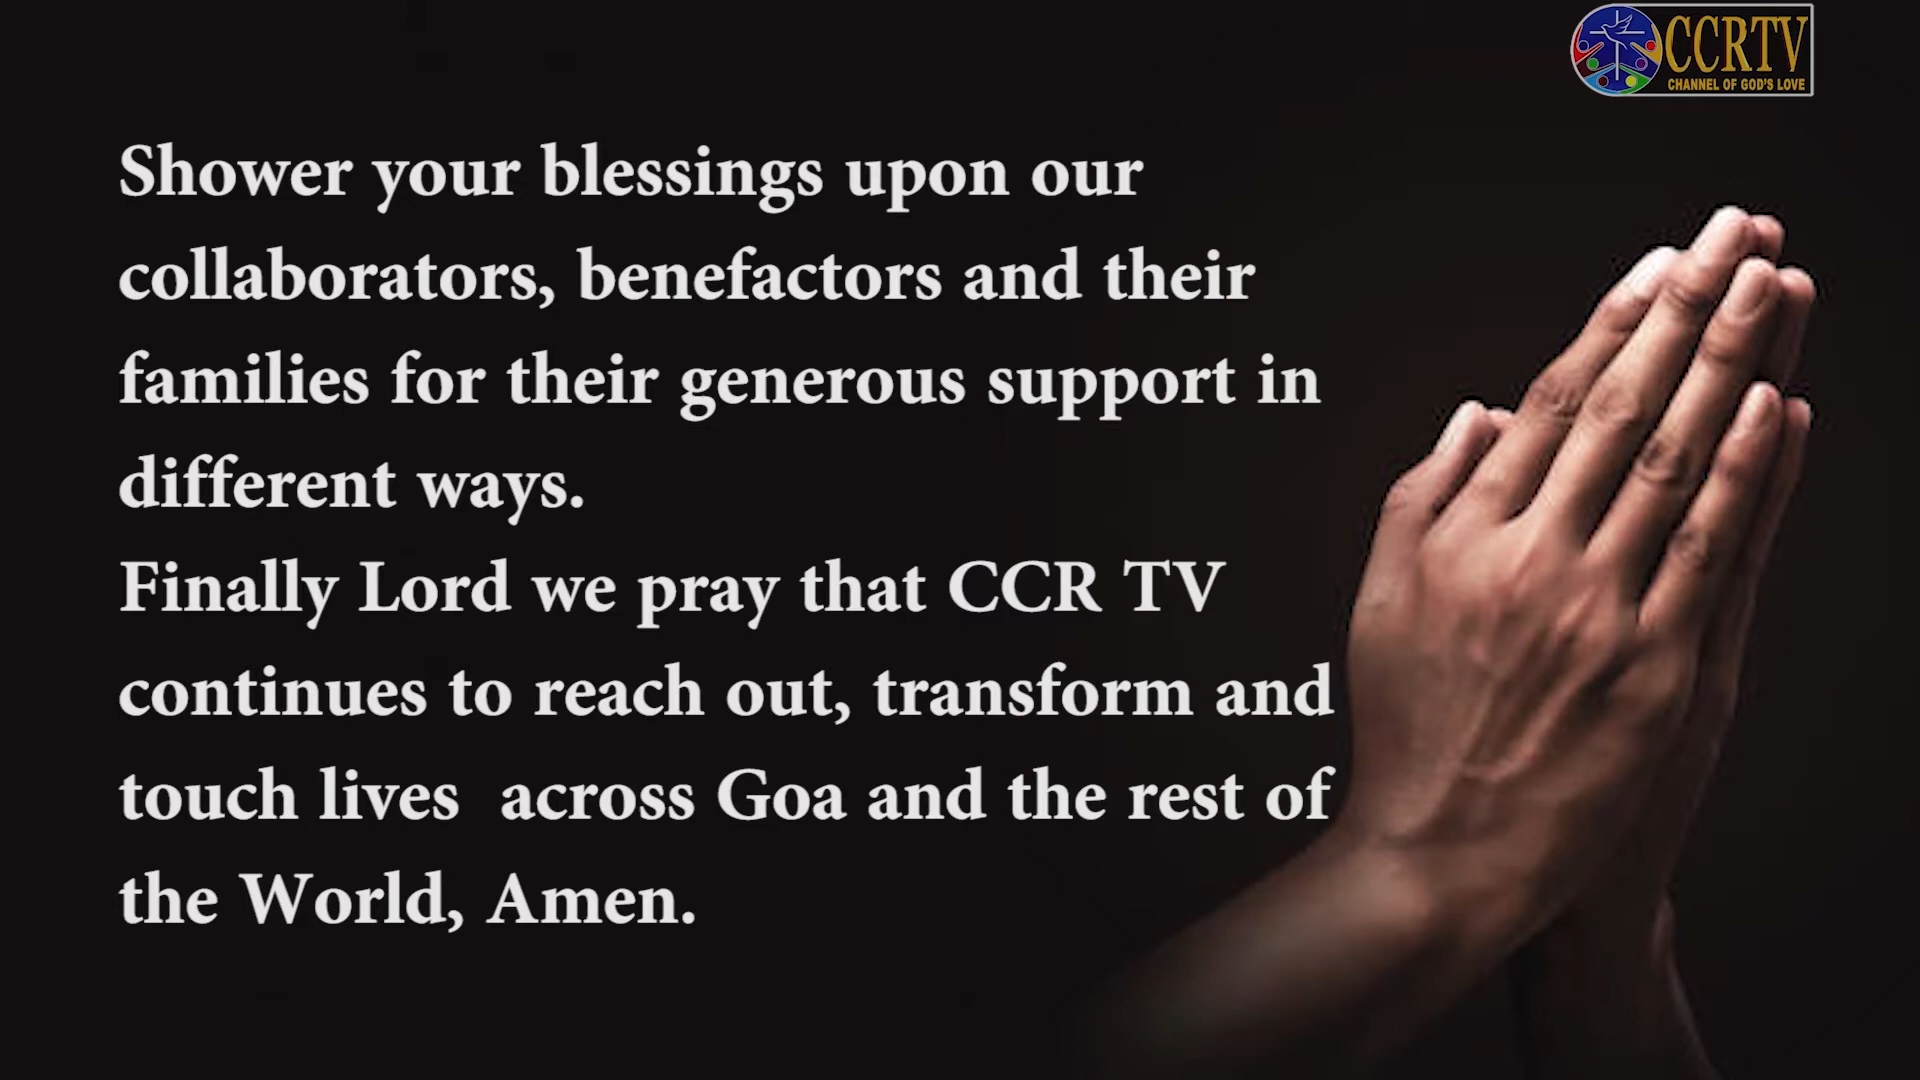 CCRTV
CHANNEL OF GOD'S LOVE
Shower your blessings upon our
collaborators, benefactors and their
families for their generous support in
different ways.
Finally Lord we pray that CCR TV
continues to reach out, transform and
touch lives  across Goa and the rest of
the World, Amen.